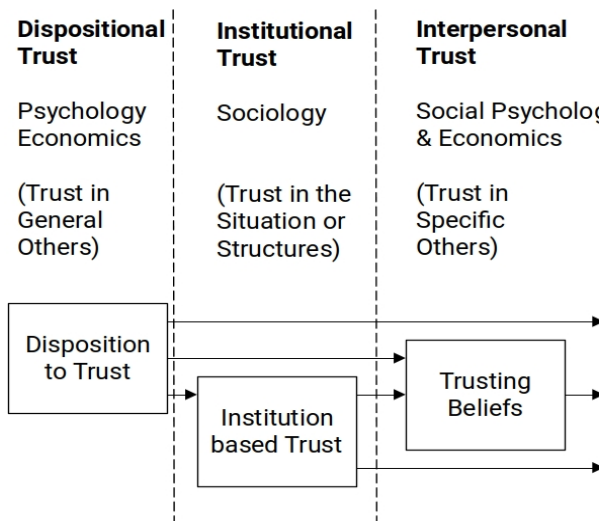 Dispositional
Trust
Psychology
Economics
(Trust in
General
Others)
Institutional
Trust
Sociology
(Trust in the
Situation or
Structures)
Interpersonal
Trust
Social Psycholog
& Economics
(Trust in
Specific
Others)
Disposition
to Trust
Institution
based Trust
Trusting
Beliefs